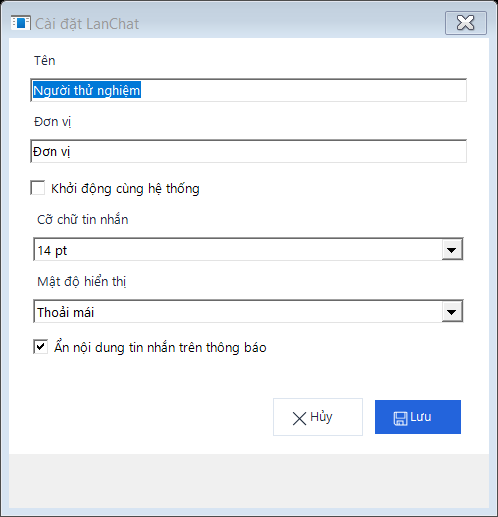 Cài đặt LanChat
Tên
Người thử nghiệm
Đơn vị
Đơn vị
Khởi động cùng hệ thống
Cỡ chữ tin nhắn
14 pt
Mật độ hiển thị
Thoải mái
Ẩn nội dung tin nhắn trên thông báo
Hủy
Lưu